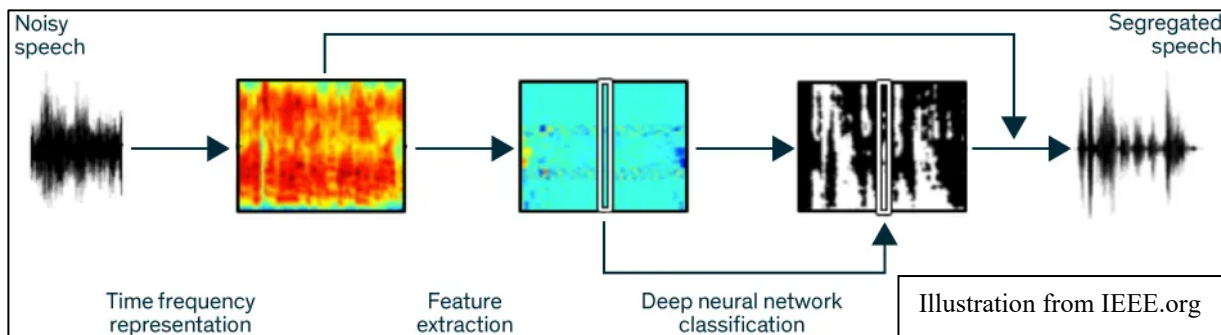 Noisy
speech
Segregated
speech
Time frequency
representation
Feature
extraction
Deep neural network
classification
Illustration from IEEE.org